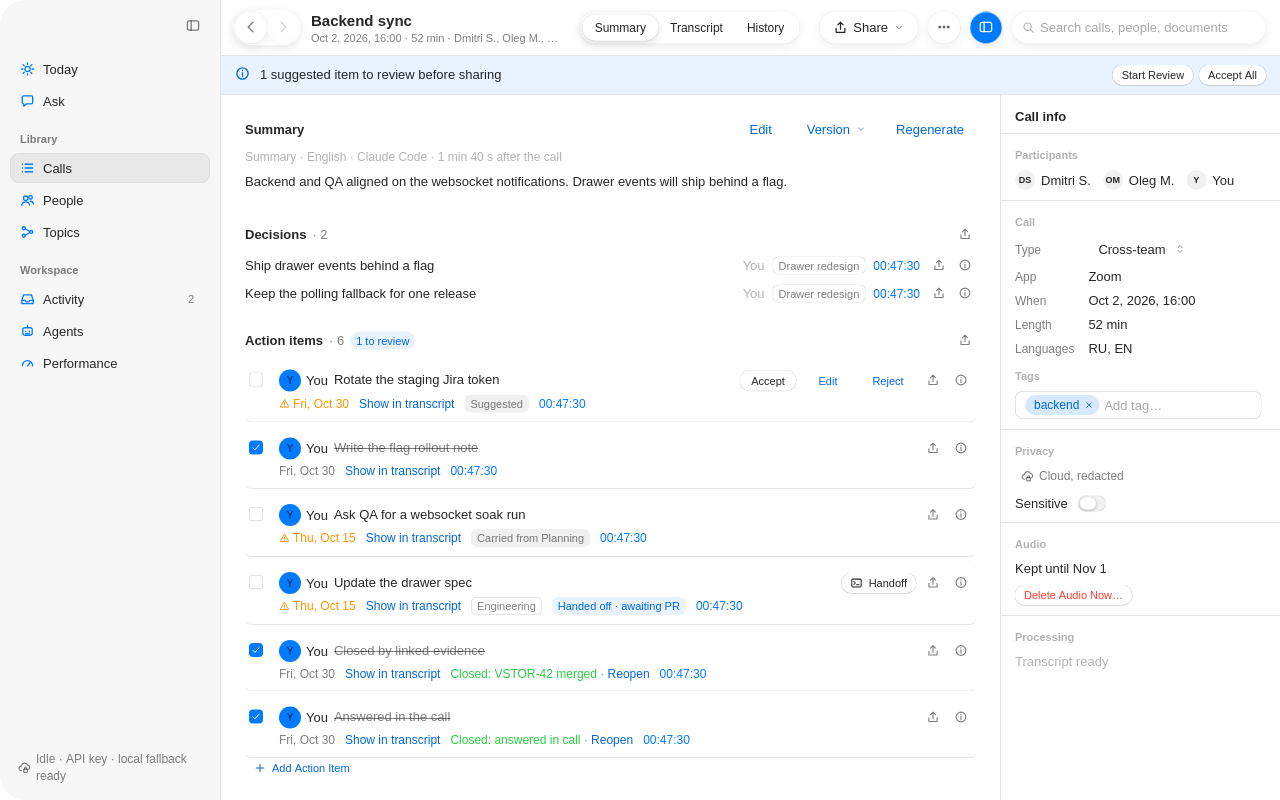 Backend sync
Oct 2, 2026, 16:00 · 52 min · Dmitri S., Oleg M., …
Summary
Transcript
History
Share
Search calls, people, documents
Today
Ask
Library
Calls
People
Topics
Workspace
Activity 2
Agents
Performance
Idle · API key · local fallback
ready
1 suggested item to review before sharing
Start Review
Accept All
Summary
Edit
Version
Regenerate
Summary · English · Claude Code · 1 min 40 s after the call
Backend and QA aligned on the websocket notifications. Drawer events will ship behind a flag.
Decisions · 2
Ship drawer events behind a flag You Drawer redesign 00:47:30
Keep the polling fallback for one release You Drawer redesign 00:47:30
Action items · 6 1 to review
Y You Rotate the staging Jira token Accept Edit Reject
Fri, Oct 30 Show in transcript Suggested 00:47:30
Y You Write the flag rollout note
Fri, Oct 30 Show in transcript 00:47:30
Y You Ask QA for a websocket soak run
Thu, Oct 15 Show in transcript Carried from Planning 00:47:30
Y You Update the drawer spec Handoff
Thu, Oct 15 Show in transcript Engineering Handed off · awaiting PR 00:47:30
Y You Closed by linked evidence
Fri, Oct 30 Show in transcript Closed: VSTOR-42 merged · Reopen 00:47:30
Y You Answered in the call
Fri, Oct 30 Show in transcript Closed: answered in call · Reopen 00:47:30
Add Action Item
Call info
Participants
DS Dmitri S. OM Oleg M. Y You
Call
Type Cross-team
App Zoom
When Oct 2, 2026, 16:00
Length 52 min
Languages RU, EN
Tags
backend × Add tag…
Privacy
Cloud, redacted
Sensitive
Audio
Kept until Nov 1
Delete Audio Now…
Processing
Transcript ready